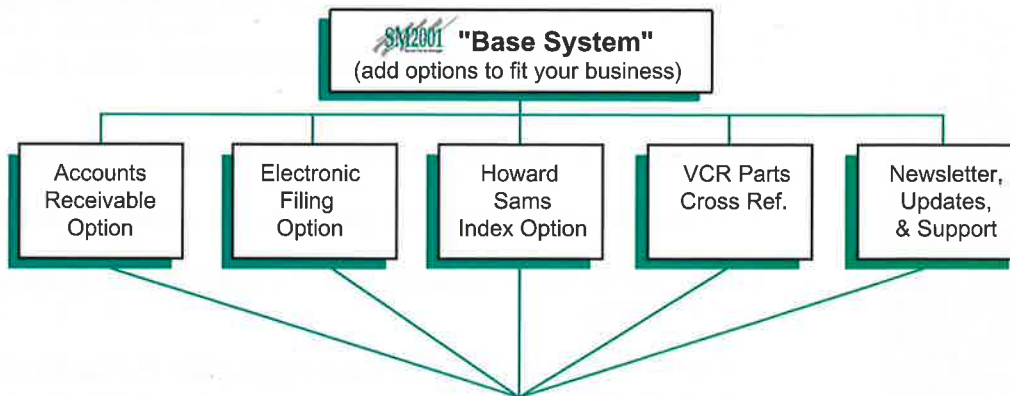 SM2001 "Base System"
(add options to fit your business)
Accounts
Receivable
Option
Electronic
Filing
Option
Howard
Sams
Index Option
VCR Parts
Cross Ref.
Newsletter,
Updates,
& Support